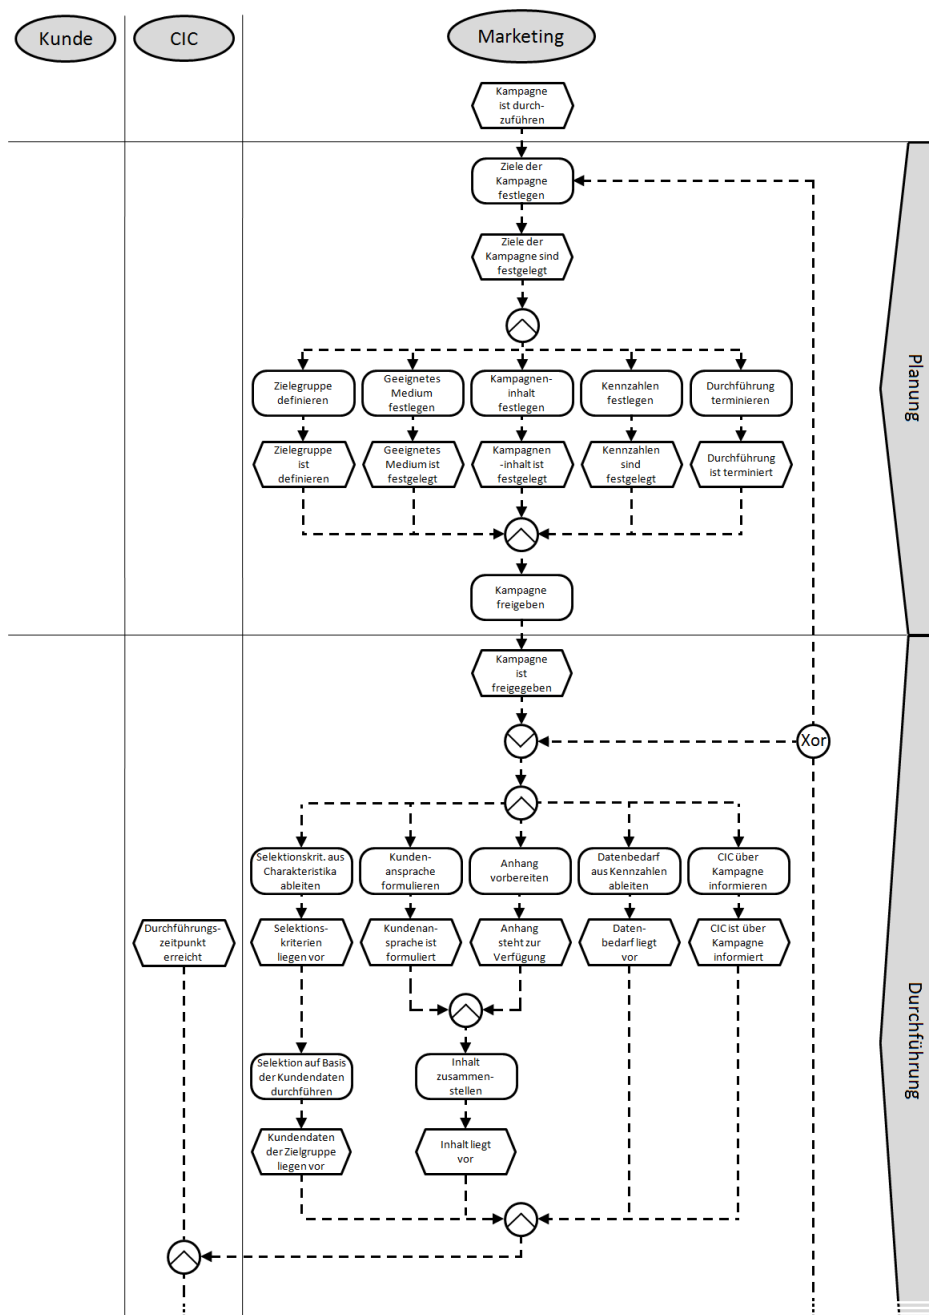 Kunde
CIC
Marketing
Kampagne
ist durch-
zuführen
Ziele der
Kampagne
festlegen
Ziele der
Kampagne sind
festgelegt
Zielegruppe
definieren
Geeignetes
Medium
festlegen
Kampagnen-
inhalt
festlegen
Kennzahlen
festlegen
Durchführung
terminieren
Zielegruppe
ist
definieren
Geeignetes
Medium ist
festgelegt
Kampagnen
-inhalt ist
festgelegt
Kennzahlen
sind
festgelegt
Durchführung
ist terminiert
Planung
Kampagne
freigeben
Kampagne
ist
freigegeben
Xor
Selektionskrit. aus
Charakteristika
ableiten
Kunden-
ansprache
formulieren
Anhang
vorbereiten
Datenbedarf
aus Kennzahlen
ableiten
CIC über
Kampagne
informieren
Durchführungs-
zeitpunkt
erreicht
Selektions-
kriterien
liegen vor
Kundenan-
sprache ist
formuliert
Anhang
steht zur
Verfügung
Daten-
bedarf liegt
vor
CIC ist über
Kampagne
informiert
Durchführung
Selektion auf Basis
der Kundendaten
durchführen
Inhalt
zusammen-
stellen
Kundendaten
der Zielgruppe
liegen vor
Inhalt liegt
vor